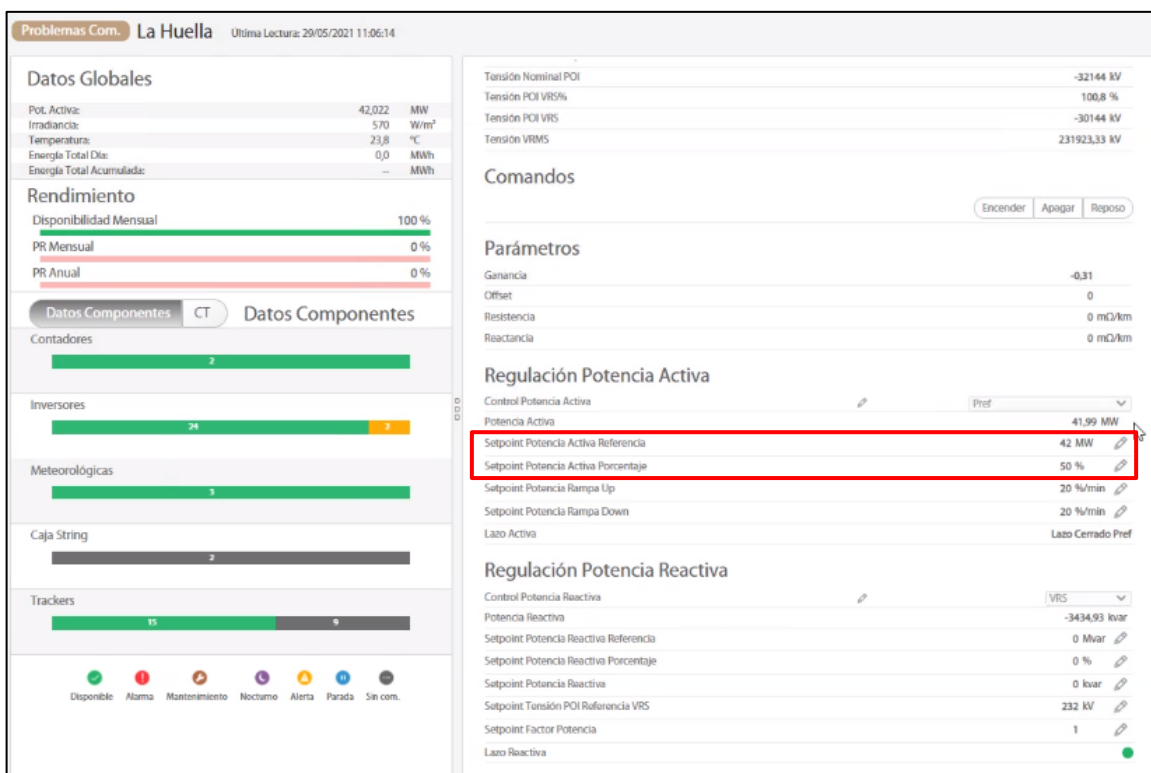 Problemas Com. La Huella Última Lectura: 29/05/2021 11:06:14
Datos Globales
Pot. Activa: 42,022 MW
Irradiancia: 570 W/m²
Temperatura: 23,8 °C
Energía Total Día: 0,0 MWh
Energía Total Acumulada: -- MWh
Rendimiento
Disponibilidad Mensual 100 %
PR Mensual 0 %
PR Anual 0 %
Datos Componentes CT Datos Componentes
Contadores
2
Inversores
24 3
Meteorológicas
3
Caja String
2
Trackers
15 9
Disponible Alarma Mantenimiento Nocturno Alerta Parada Sin com.
Tensión Nominal POI -32144 kV
Tensión POI VRS% 100,8 %
Tensión POI VRS -30144 kV
Tensión VRMS 231923,33 kV
Comandos
Encender Apagar Reposo
Parámetros
Ganancia -0,31
Offset 0
Resistencia 0 mΩ/km
Reactancia 0 mΩ/km
Regulación Potencia Activa
Control Potencia Activa Pref
Potencia Activa 41,99 MW
Setpoint Potencia Activa Referencia 42 MW
Setpoint Potencia Activa Porcentaje 50 %
Setpoint Potencia Rampa Up 20 %/min
Setpoint Potencia Rampa Down 20 %/min
Lazo Activa Lazo Cerrado Pref
Regulación Potencia Reactiva
Control Potencia Reactiva VRS
Potencia Reactiva -3434,93 kvar
Setpoint Potencia Reactiva Referencia 0 Mvar
Setpoint Potencia Reactiva Porcentaje 0 %
Setpoint Potencia Reactiva 0 kvar
Setpoint Tensión POI Referencia VRS 232 kV
Setpoint Factor Potencia 1
Lazo Reactiva